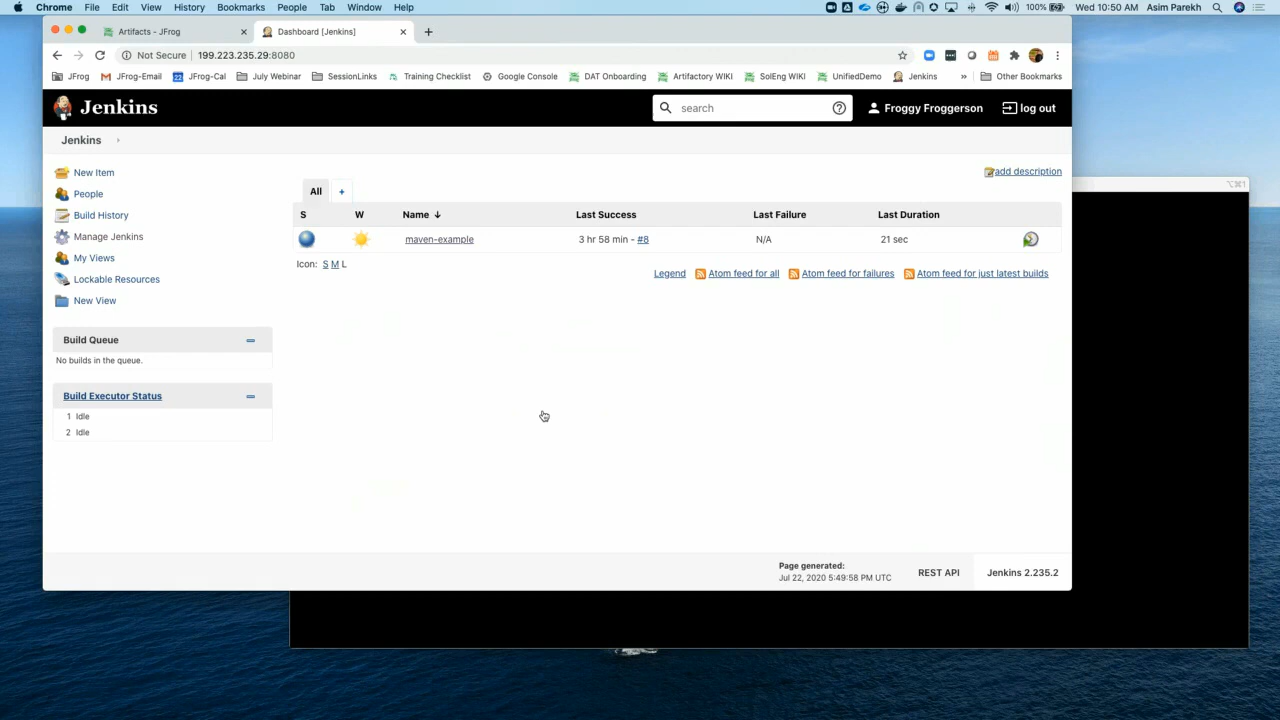 Chrome File Edit View History Bookmarks People Tab Window Help 100% Wed 10:50 AM Asim Parekh
Artifacts - JFrog Dashboard [Jenkins]
Not Secure 199.223.235.29:8080
JFrog JFrog-Email 22 JFrog-Cal July Webinar SessionLinks Training Checklist Google Console DAT Onboarding Artifactory WIKI SolEng WIKI UnifiedDemo Jenkins » Other Bookmarks
Jenkins search Froggy Froggerson log out
Jenkins
New Item
People
Build History
Manage Jenkins
My Views
Lockable Resources
New View
Build Queue
No builds in the queue.
Build Executor Status
1 Idle
2 Idle
add description
All +
S W Name ↓ Last Success Last Failure Last Duration
maven-example 3 hr 58 min - #8 N/A 21 sec
Icon: S M L
Legend Atom feed for all Atom feed for failures Atom feed for just latest builds
Page generated:
Jul 22, 2020 5:49:58 PM UTC
REST API Jenkins 2.235.2
⌥⌘1